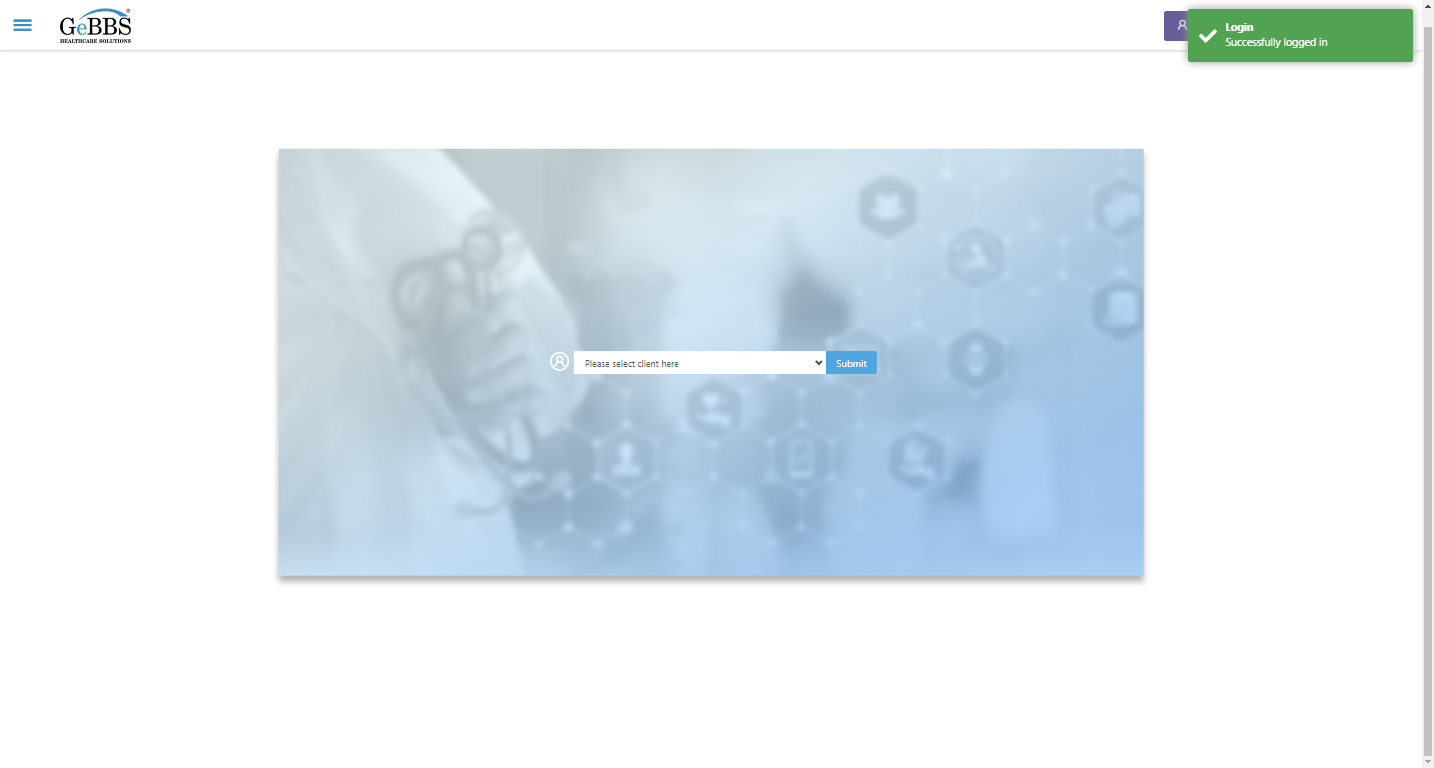 GeBBS®
HEALTHCARE SOLUTIONS
Login
Successfully logged in
Please select client here
Submit